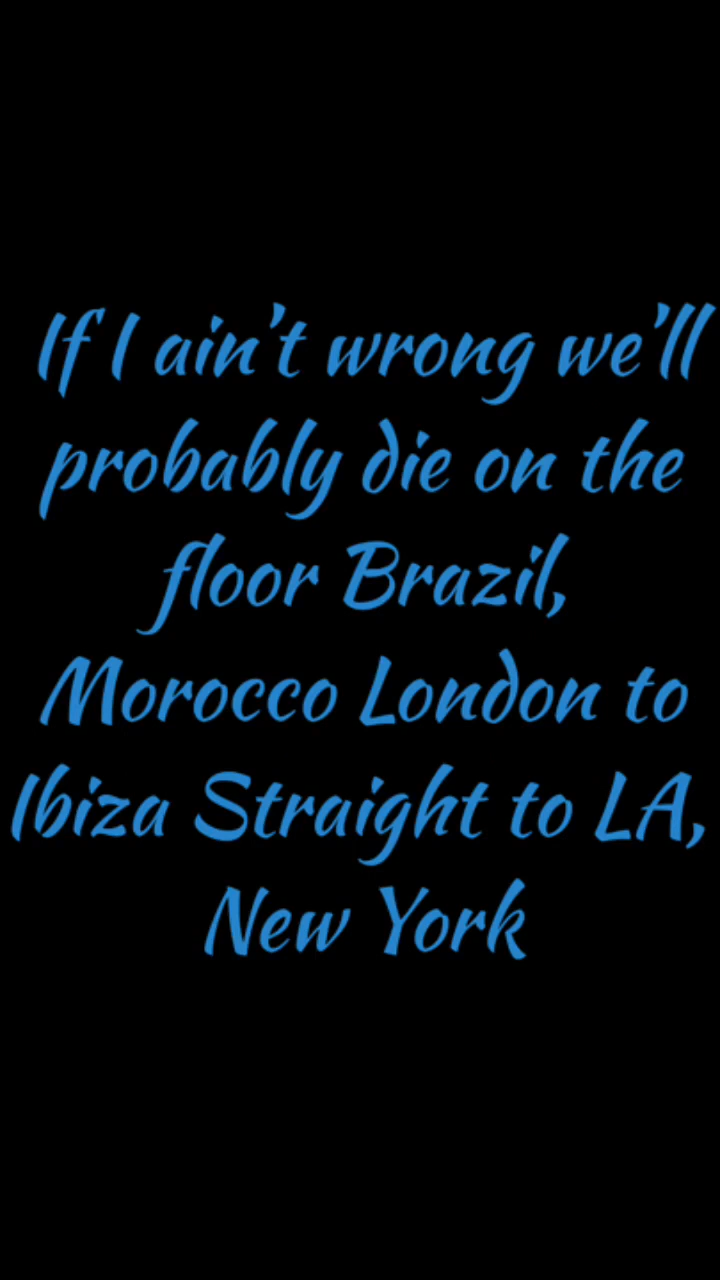 If I ain't wrong we'll
probably die on the
floor Brazil,
Morocco London to
Ibiza Straight to LA,
New York